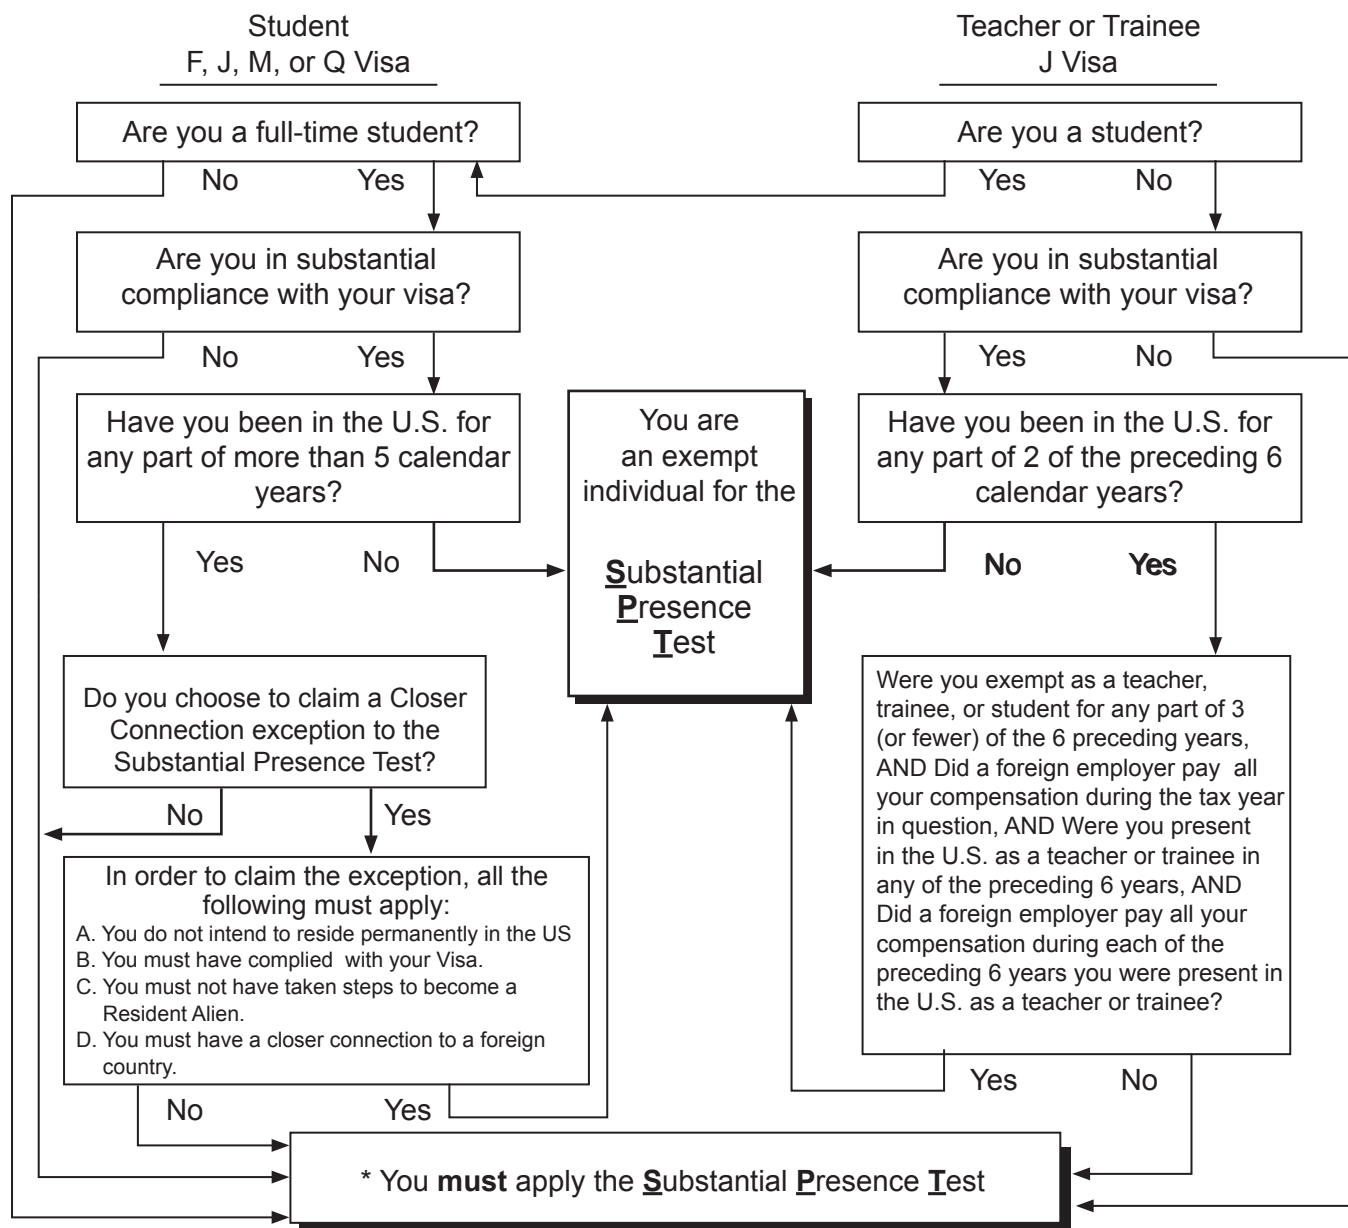 Student
F, J, M, or Q Visa
Teacher or Trainee
J Visa
Are you a full-time student?
No
Yes
Are you a student?
Yes
No
Are you in substantial
compliance with your visa?
No
Yes
Are you in substantial
compliance with your visa?
Yes
No
Have you been in the U.S. for
any part of more than 5 calendar
years?
Yes
No
You are
an exempt
individual for the
Substantial
Presence
Test
Have you been in the U.S. for
any part of 2 of the preceding 6
calendar years?
No
Yes
Do you choose to claim a Closer
Connection exception to the
Substantial Presence Test?
No
Yes
In order to claim the exception, all the
following must apply:
A. You do not intend to reside permanently in the US
B. You must have complied with your Visa.
C. You must not have taken steps to become a
Resident Alien.
D. You must have a closer connection to a foreign
country.
No
Yes
Were you exempt as a teacher,
trainee, or student for any part of 3
(or fewer) of the 6 preceding years,
AND Did a foreign employer pay all
your compensation during the tax year
in question, AND Were you present
in the U.S. as a teacher or trainee in
any of the preceding 6 years, AND
Did a foreign employer pay all your
compensation during each of the
preceding 6 years you were present in
the U.S. as a teacher or trainee?
Yes
No
* You must apply the Substantial Presence Test